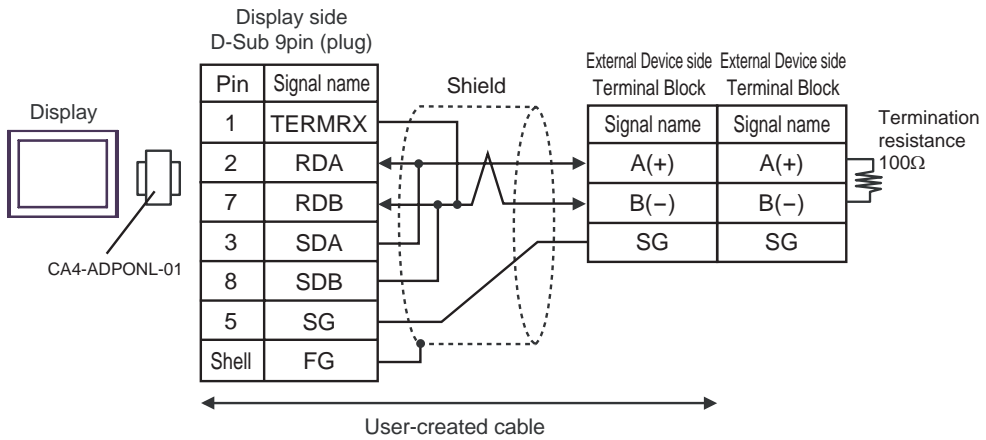 Display side
D-Sub 9pin (plug)
Display
CA4-ADPONL-01
Pin Signal name
1 TERMRX
2 RDA
7 RDB
3 SDA
8 SDB
5 SG
Shell FG
Shield
External Device side External Device side
Terminal Block Terminal Block
Signal name Signal name
A(+) A(+)
B(−) B(−)
SG SG
Termination
resistance
100Ω
User-created cable